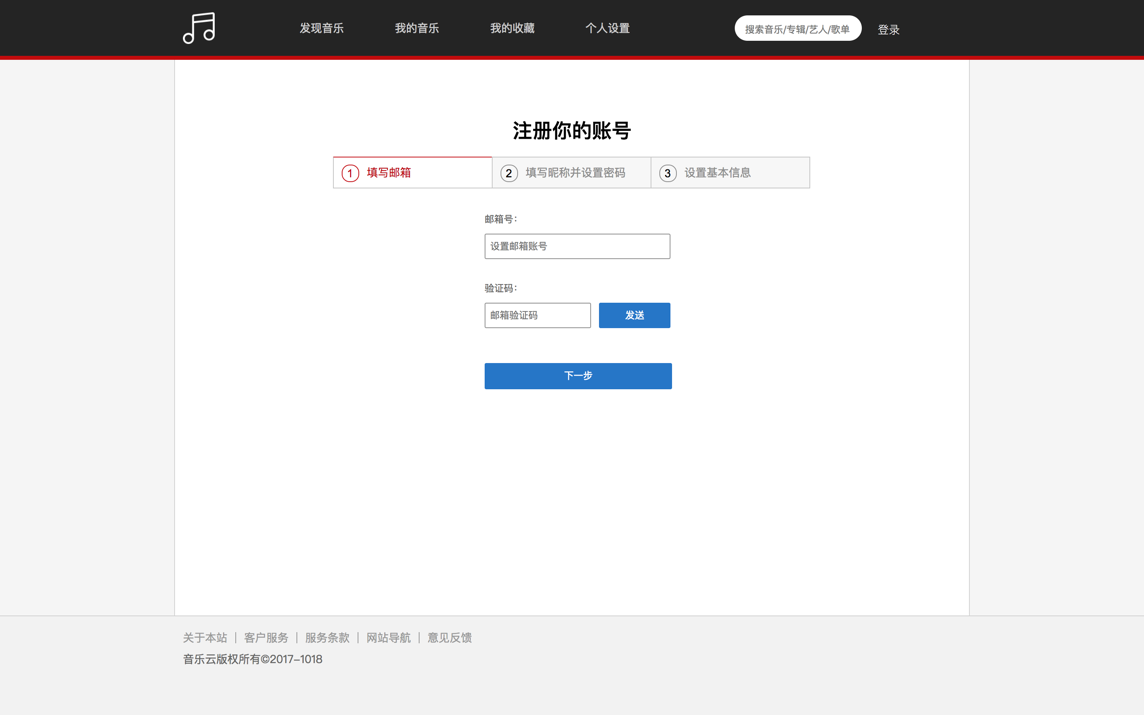 发现音乐 我的音乐 我的收藏 个人设置 搜索音乐/专辑/艺人/歌单 登录
注册你的账号
1 填写邮箱 2 填写昵称并设置密码 3 设置基本信息
邮箱号：
设置邮箱账号
验证码：
邮箱验证码 发送
下一步
关于本站 | 客户服务 | 服务条款 | 网站导航 | 意见反馈
音乐云版权所有©2017-1018